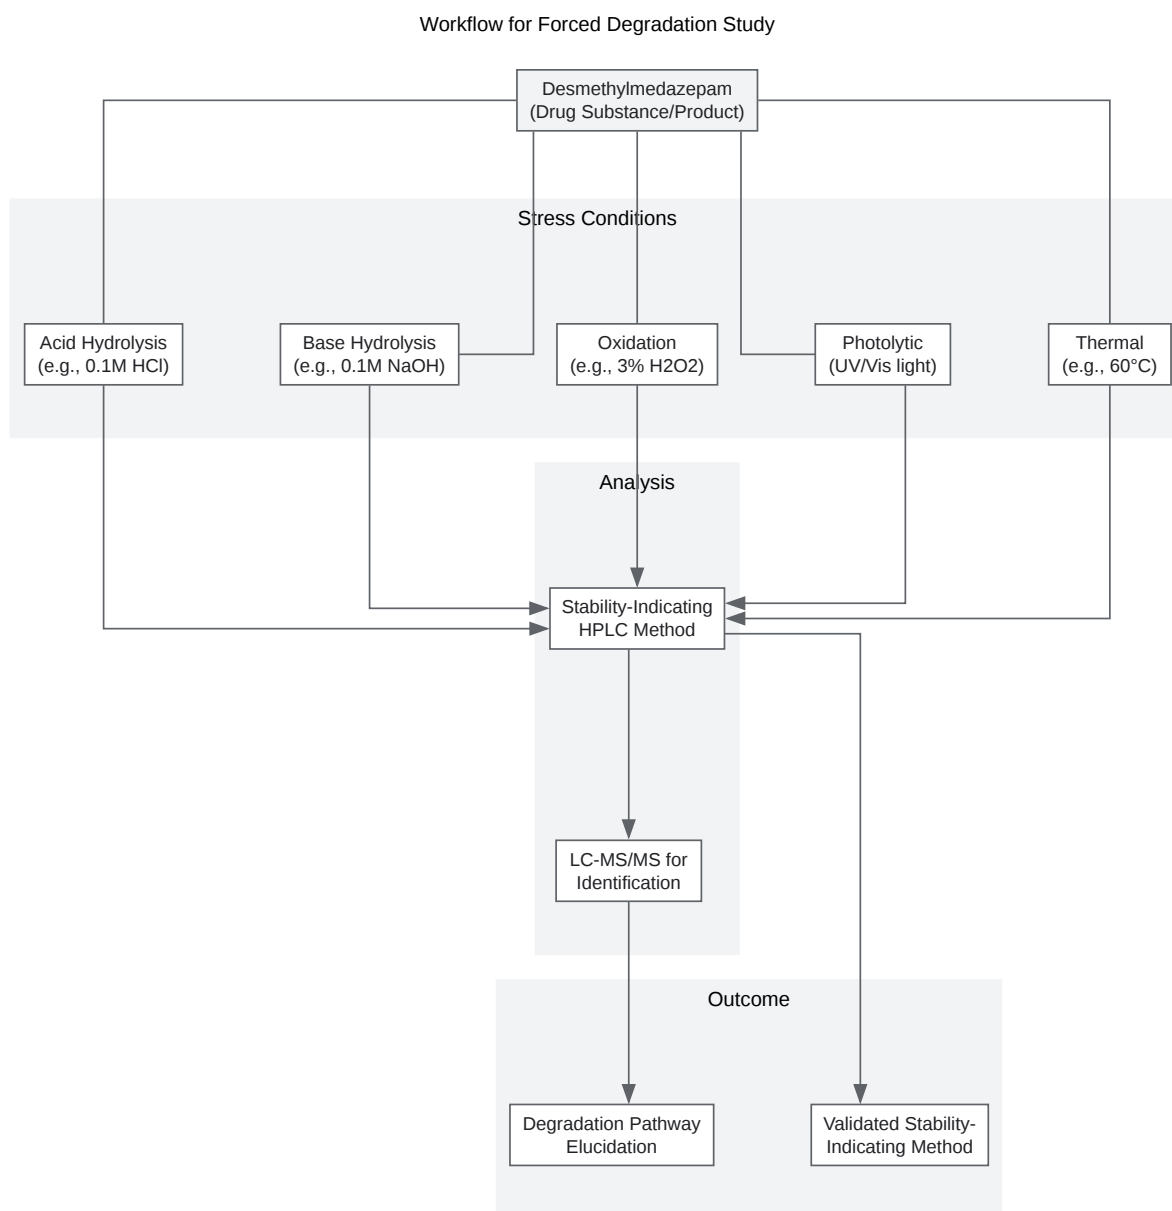 Workflow for Forced Degradation Study
Desmethylmedazepam
(Drug Substance/Product)
Stress Conditions
Acid Hydrolysis
(e.g., 0.1M HCl)
Base Hydrolysis
(e.g., 0.1M NaOH)
Oxidation
(e.g., 3% H2O2)
Photolytic
(UV/Vis light)
Thermal
(e.g., 60°C)
Analysis
Stability-Indicating
HPLC Method
LC-MS/MS for
Identification
Outcome
Degradation Pathway
Elucidation
Validated Stability-
Indicating Method